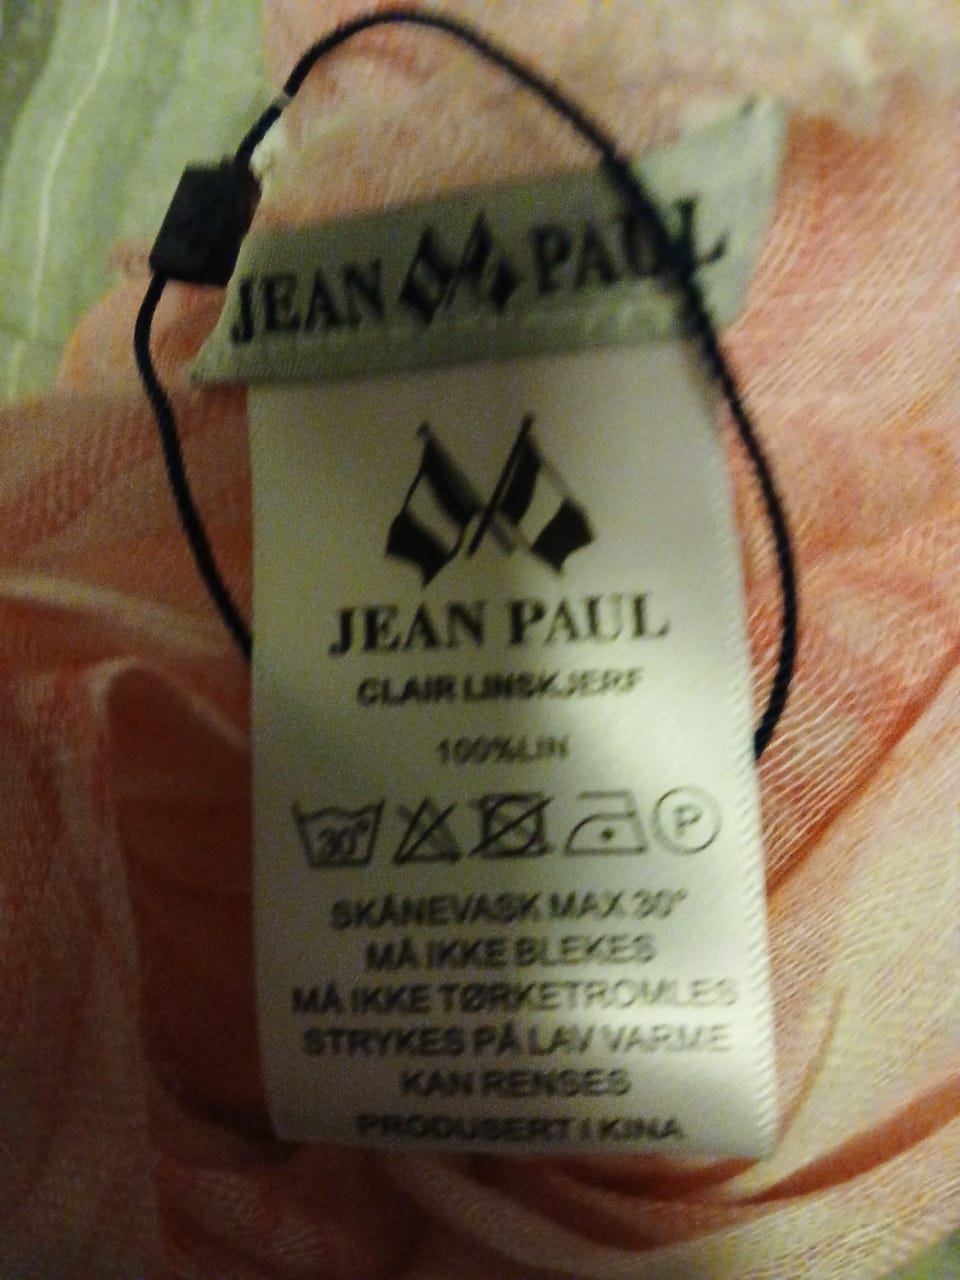 JEAN PAUL
JEAN PAUL
CLAIR LINSKJERF
100%LIN
30° P
SKÅNEVASK MAX 30°
MÅ IKKE BLEKES
MÅ IKKE TØRKETROMLES
STRYKES PÅ LAV VARME
KAN RENSES
PRODUSERT I KINA